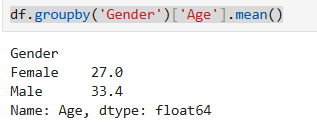 df.groupby('Gender')['Age'].mean()
Gender
Female    27.0
Male      33.4
Name: Age, dtype: float64